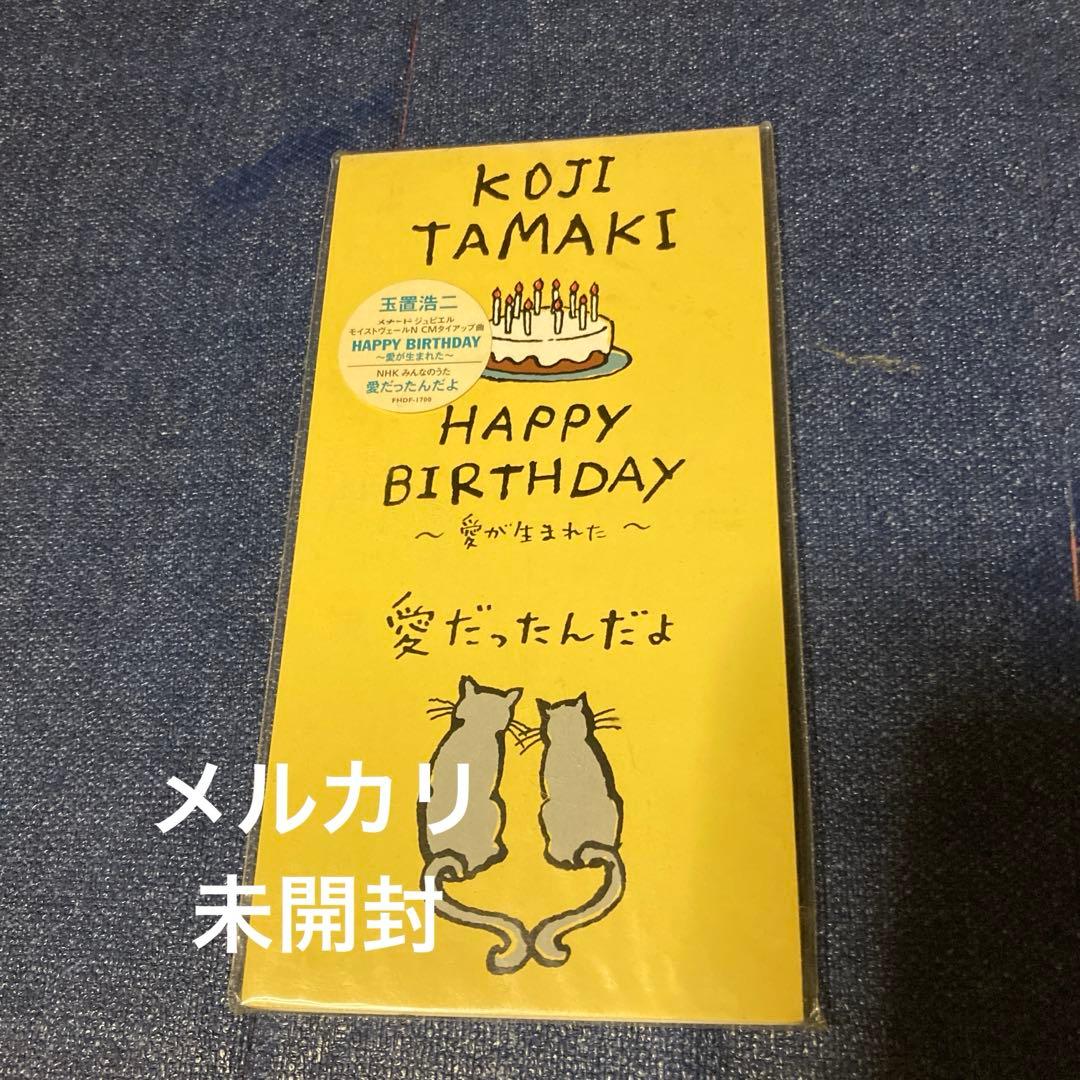 KOJI
TAMAKI
玉置浩二
メナード ジュピエル
モイストヴェールN CMタイアップ曲
HAPPY BIRTHDAY
～愛が生まれた～
NHK みんなのうた
愛だったんだよ
FHDF-1700
HAPPY
BIRTHDAY
～ 愛が生まれた ～
愛だったんだよ
メルカリ
未開封